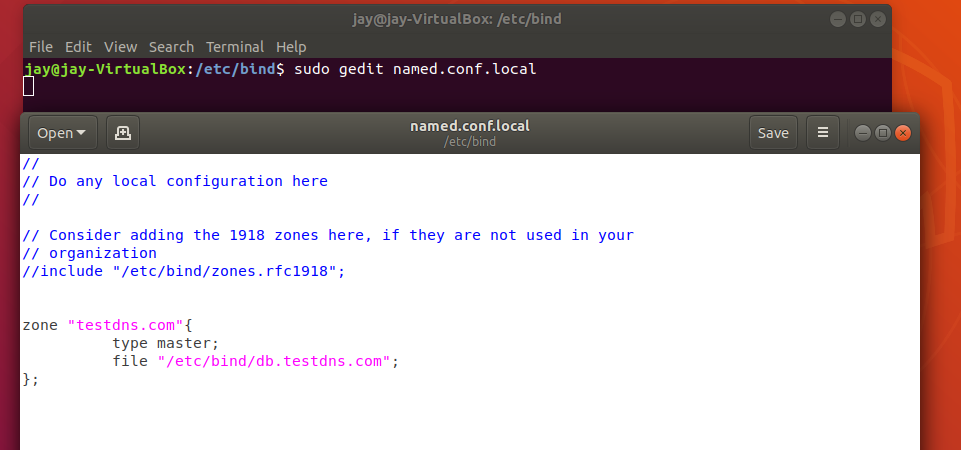 jay@jay-VirtualBox: /etc/bind
File Edit View Search Terminal Help
jay@jay-VirtualBox:/etc/bind$ sudo gedit named.conf.local
Open
named.conf.local
/etc/bind
Save
//
// Do any local configuration here
//
// Consider adding the 1918 zones here, if they are not used in your
// organization
//include "/etc/bind/zones.rfc1918";
zone "testdns.com"{
type master;
file "/etc/bind/db.testdns.com";
};